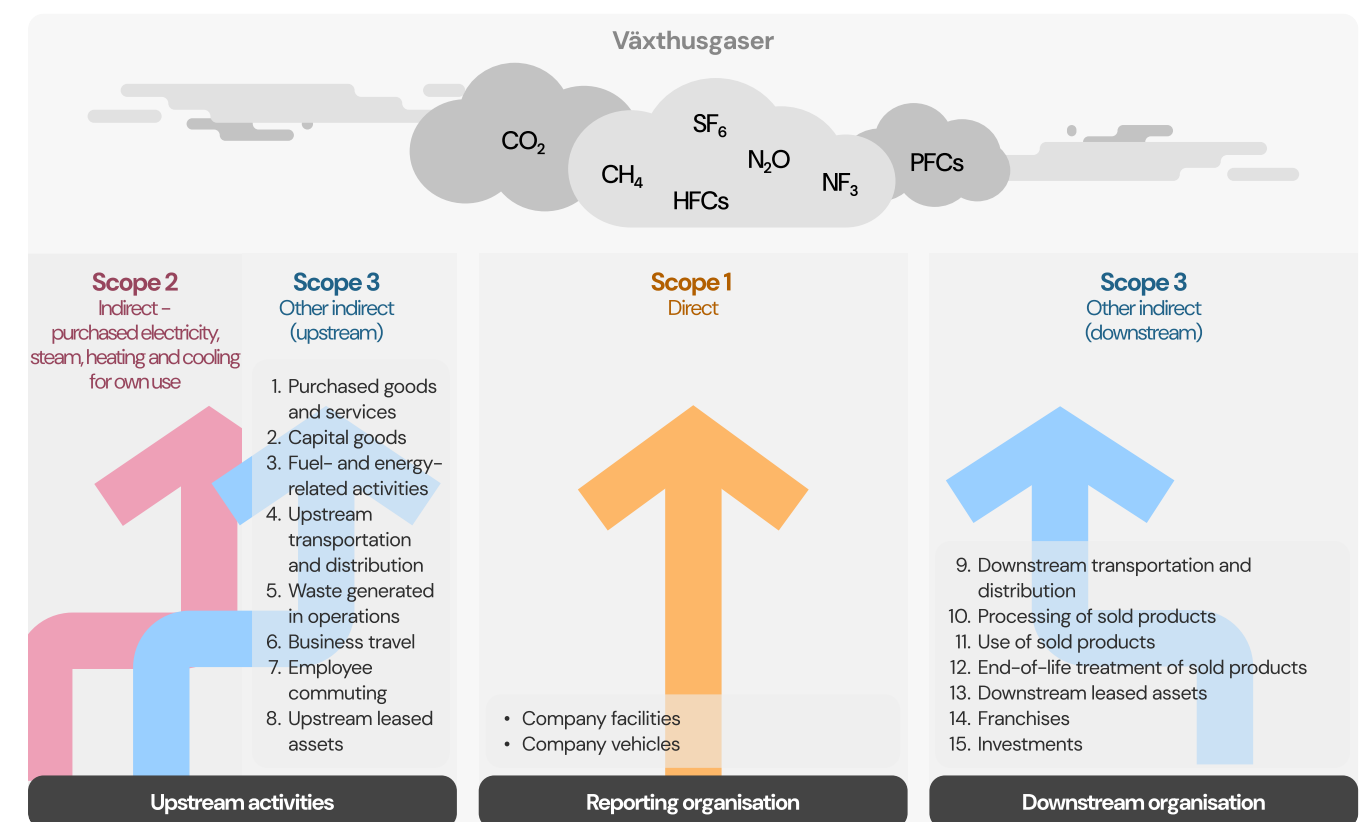 Växthusgaser
CO₂
SF₆
CH₄
N₂O
NF₃
HFCs
PFCs
Scope 2
Indirect –
purchased electricity,
steam, heating and cooling
for own use
Scope 3
Other indirect
(upstream)
1. Purchased goods
and services
2. Capital goods
3. Fuel- and energy-
related activities
4. Upstream
transportation
and distribution
5. Waste generated
in operations
6. Business travel
7. Employee
commuting
8. Upstream leased
assets
Upstream activities
Scope 1
Direct
• Company facilities
• Company vehicles
Reporting organisation
Scope 3
Other indirect
(downstream)
9. Downstream transportation and
distribution
10. Processing of sold products
11. Use of sold products
12. End-of-life treatment of sold products
13. Downstream leased assets
14. Franchises
15. Investments
Downstream organisation